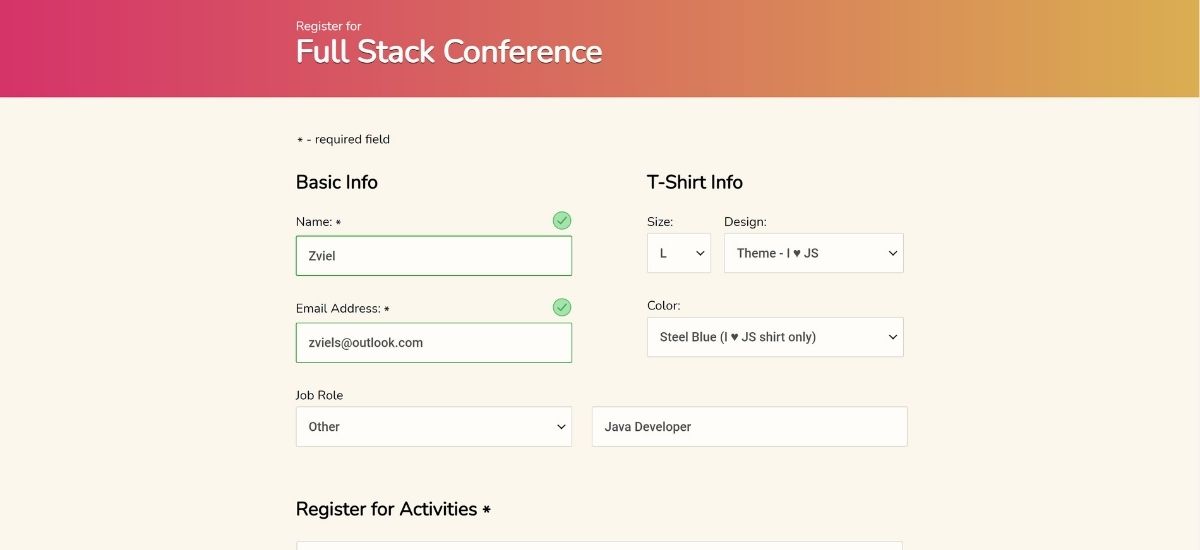 Register for
Full Stack Conference
* - required field
Basic Info
Name: *
Zviel
Email Address: *
zviels@outlook.com
Job Role
Other
Java Developer
T-Shirt Info
Size:
L
Design:
Theme - I ♥ JS
Color:
Steel Blue (I ♥ JS shirt only)
Register for Activities *